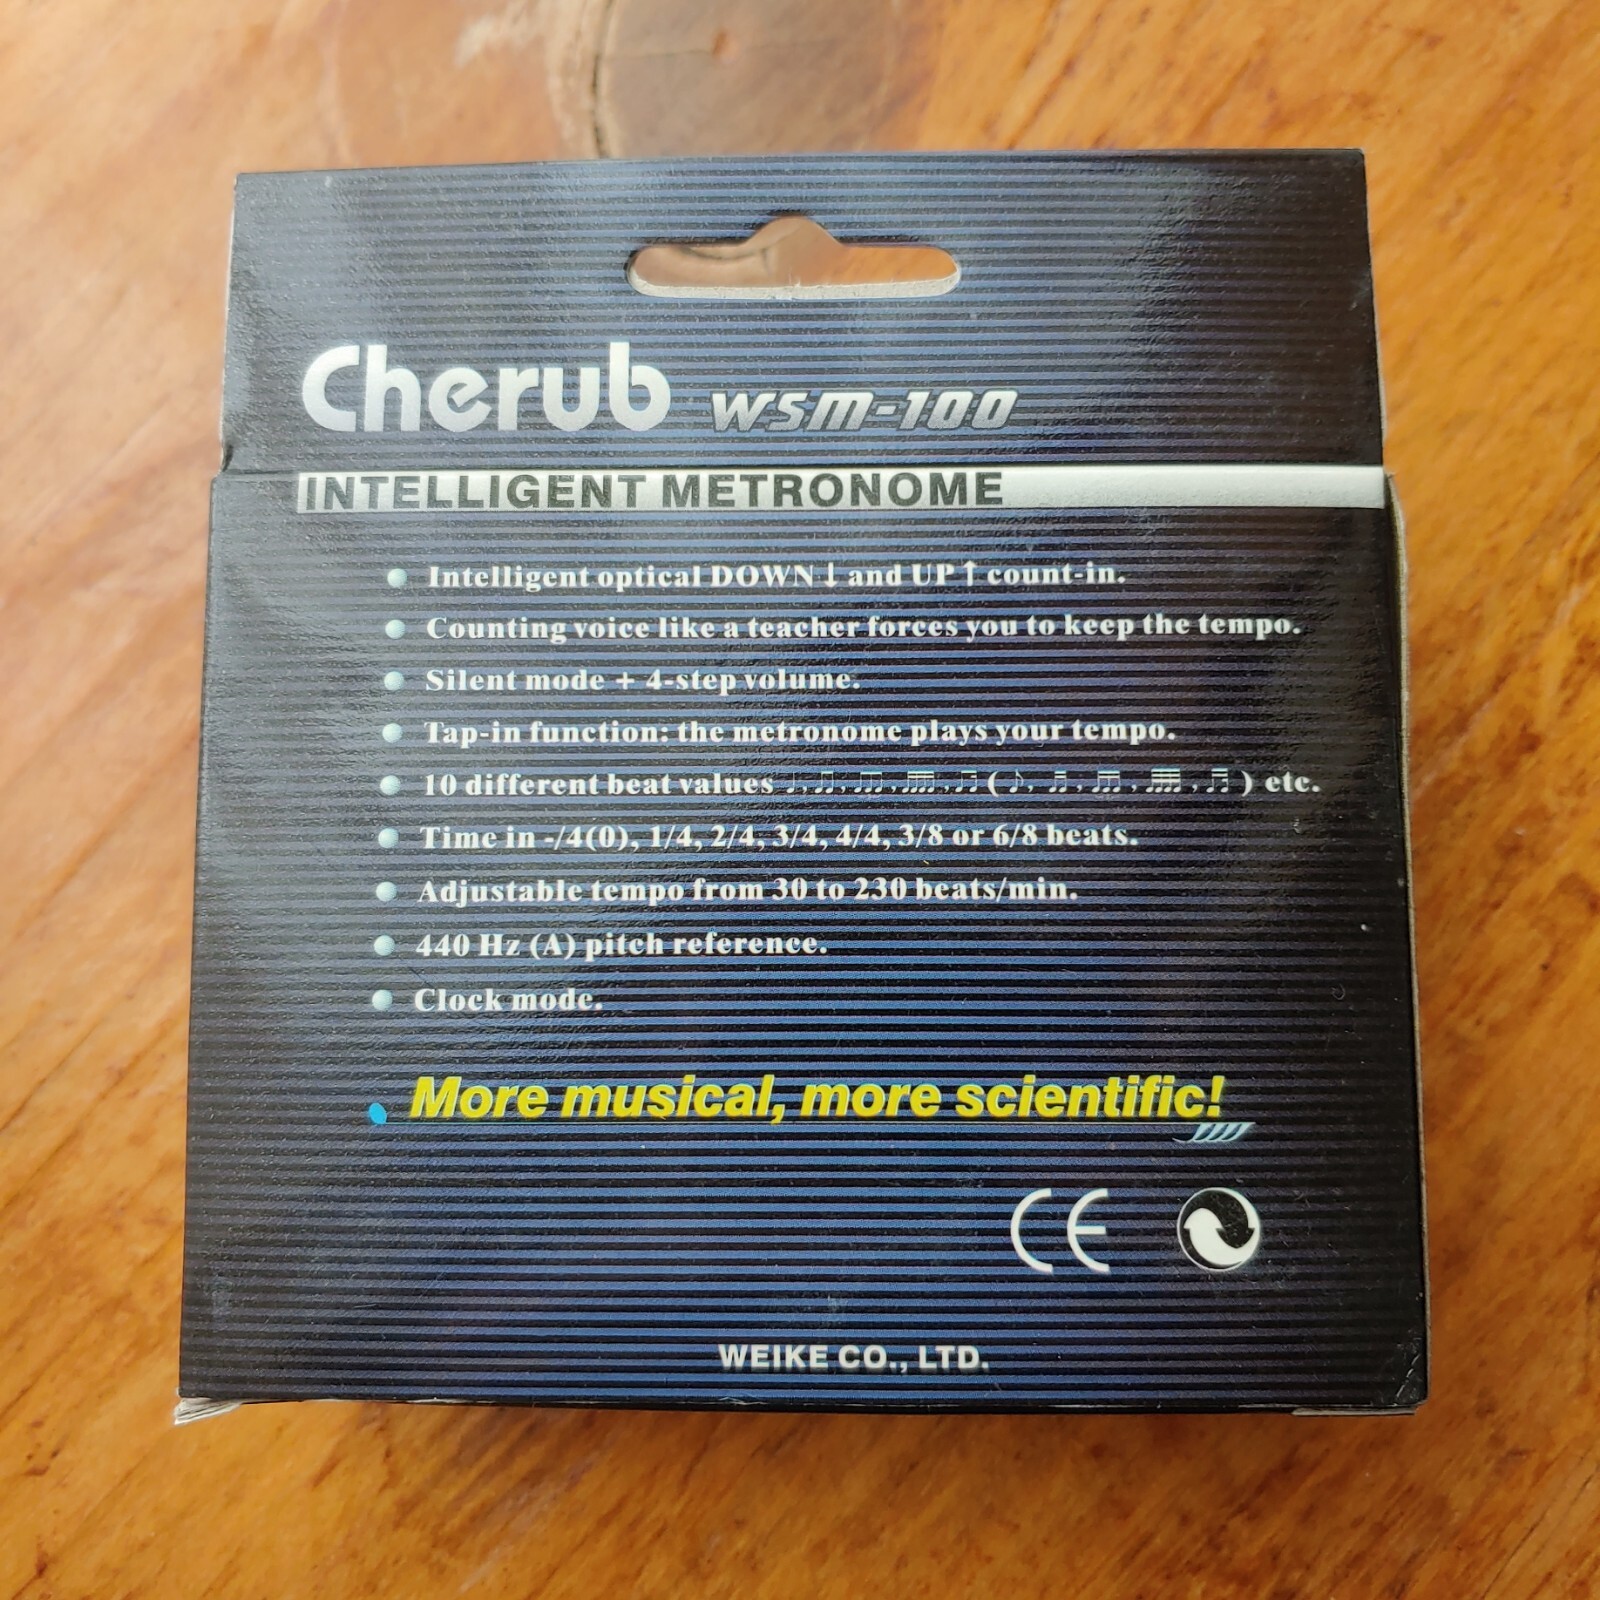 Cherub WSM-100
INTELLIGENT METRONOME
Intelligent optical DOWN↓ and UP↑ count-in.
Counting voice like a teacher forces you to keep the tempo.
Silent mode + 4-step volume.
Tap-in function: the metronome plays your tempo.
10 different beat values ( ) etc.
Time in -/4(0), 1/4, 2/4, 3/4, 4/4, 3/8 or 6/8 beats.
Adjustable tempo from 30 to 230 beats/min.
440 Hz (A) pitch reference.
Clock mode.
More musical, more scientific!
CE
WEIKE CO., LTD.